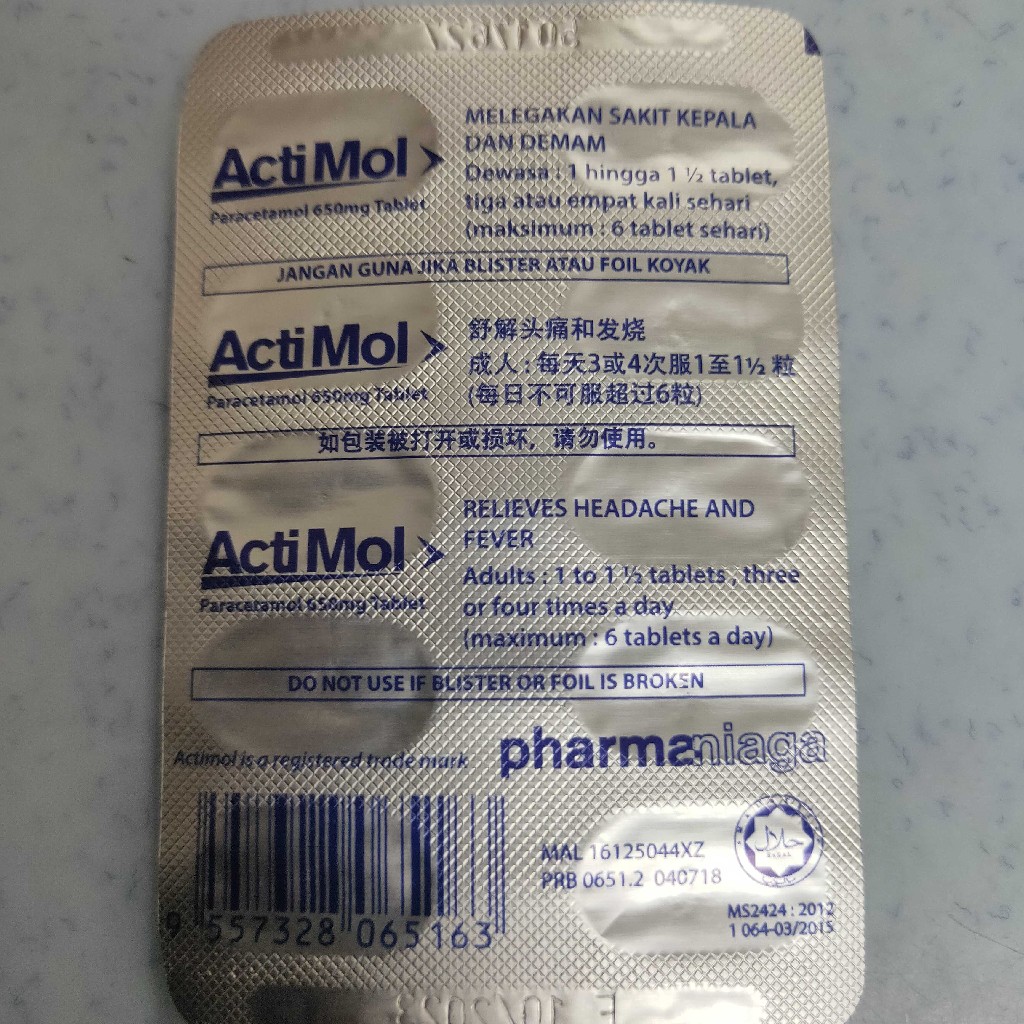 ActiMol
Paracetamol 650mg Tablet
MELEGAKAN SAKIT KEPALA
DAN DEMAM
Dewasa : 1 hingga 1 ½ tablet,
tiga atau empat kali sehari
(maksimum : 6 tablet sehari)
JANGAN GUNA JIKA BLISTER ATAU FOIL KOYAK
ActiMol
Paracetamol 650mg Tablet
舒解头痛和发烧
成人 : 每天3或4次服1至1½ 粒
(每日不可服超过6粒)
如包装被打开或损坏，请勿使用。
ActiMol
Paracetamol 650mg Tablet
RELIEVES HEADACHE AND
FEVER
Adults : 1 to 1 ½ tablets , three
or four times a day
(maximum : 6 tablets a day)
DO NOT USE IF BLISTER OR FOIL IS BROKEN
Actimol is a registered trade mark
pharmaniaga
9 557328 065163
MAL 16125044XZ
PRB 0651.2 040718
حلال
HALAL
MS2424 : 2012
1 064-03/2015
E 10/2023